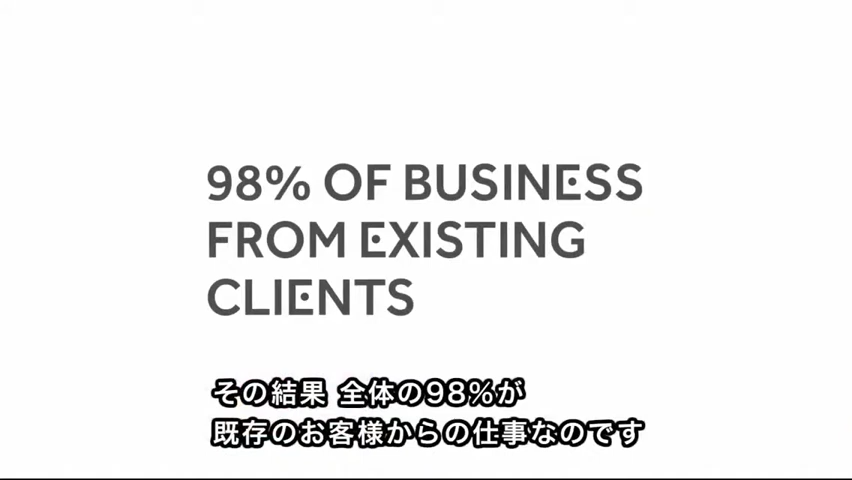 98% OF BUSINESS
FROM EXISTING
CLIENTS
その結果 全体の98%が
既存のお客様からの仕事なのです